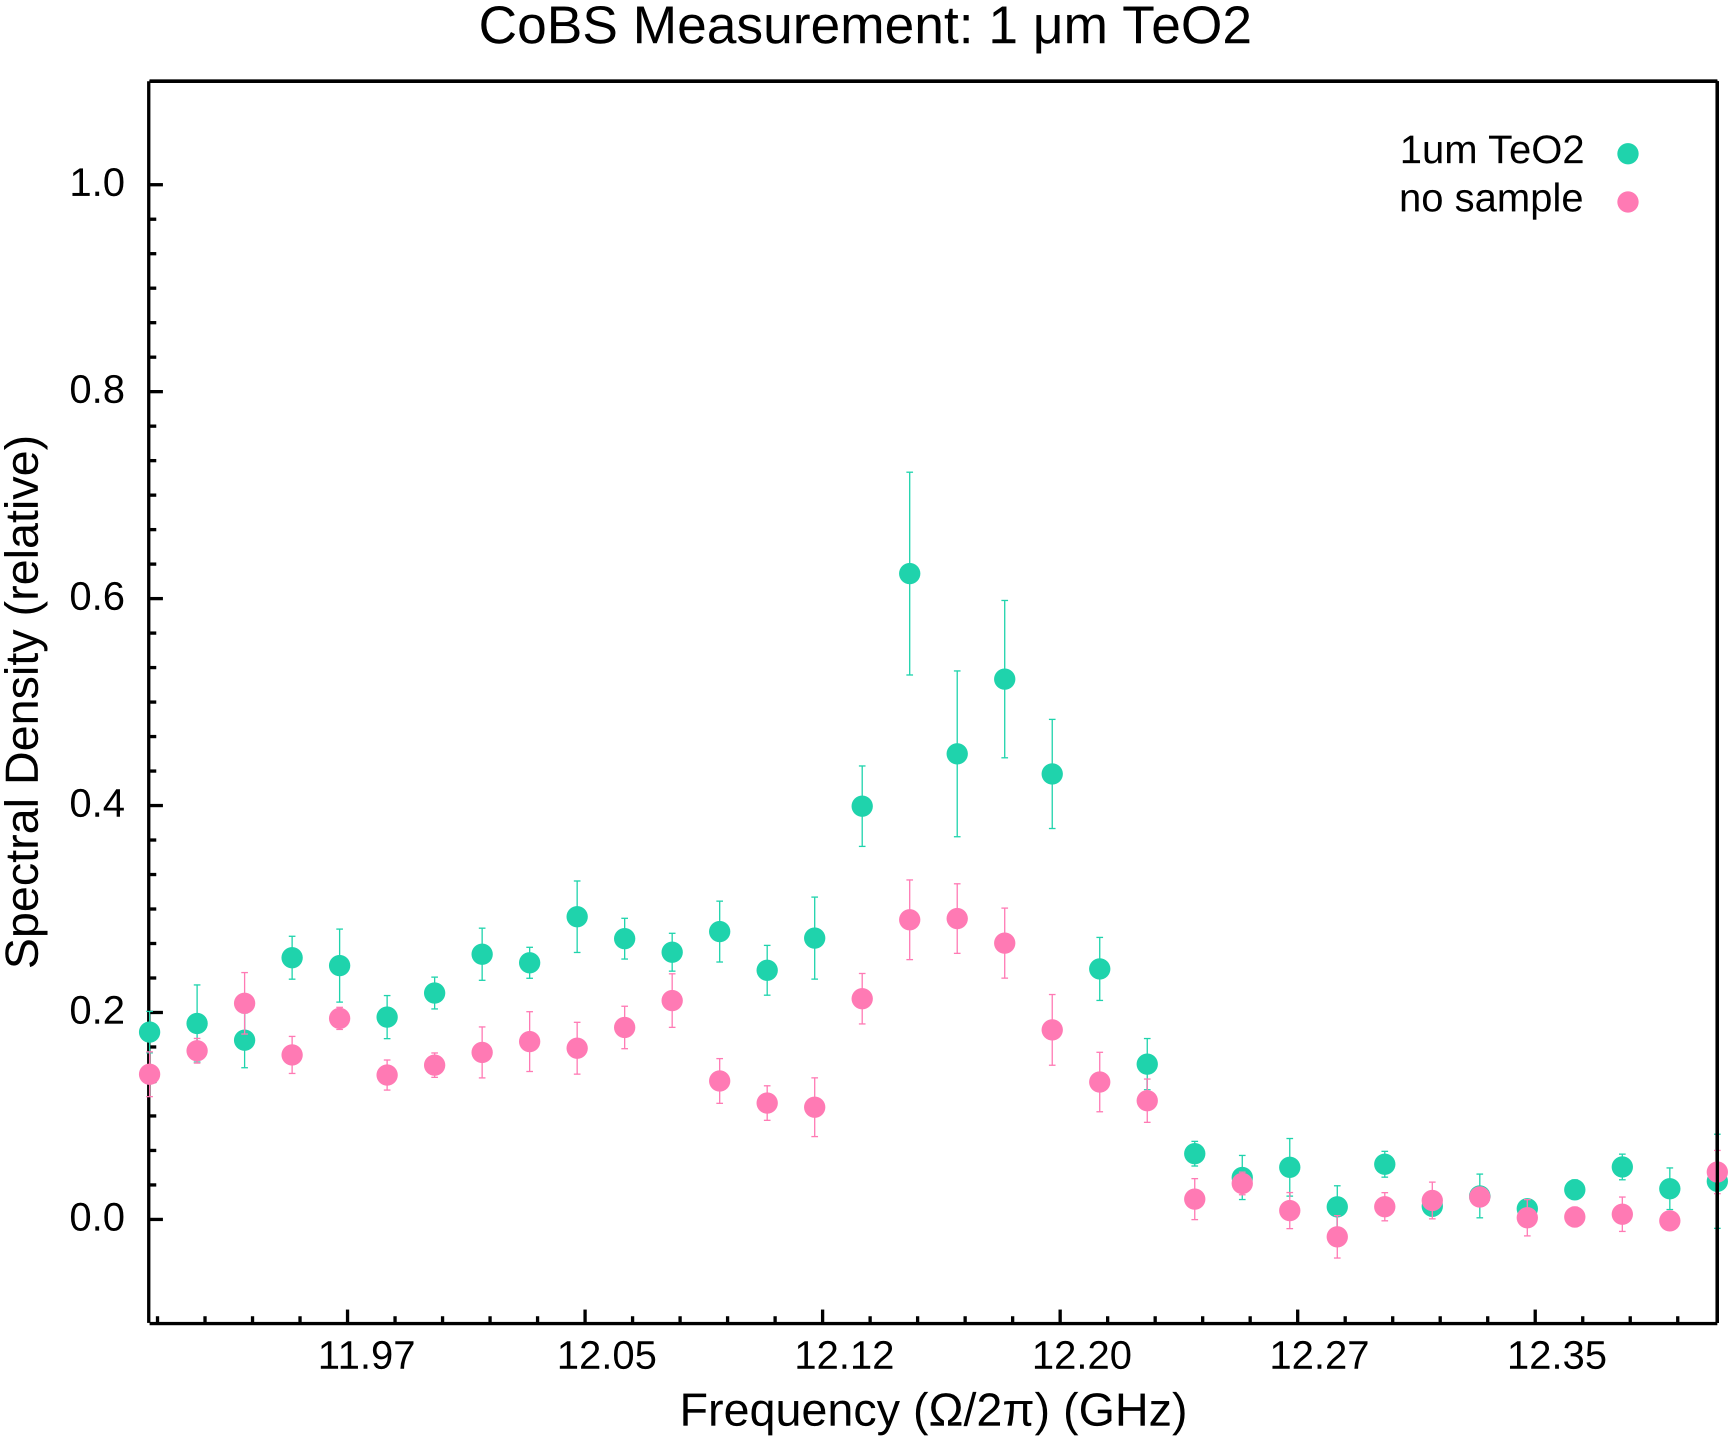 CoBS Measurement: 1 μm TeO2
1um TeO2
no sample
1.0
0.8
0.6
0.4
0.2
0.0
Spectral Density (relative)
11.97 12.05 12.12 12.20 12.27 12.35
Frequency (Ω/2π) (GHz)